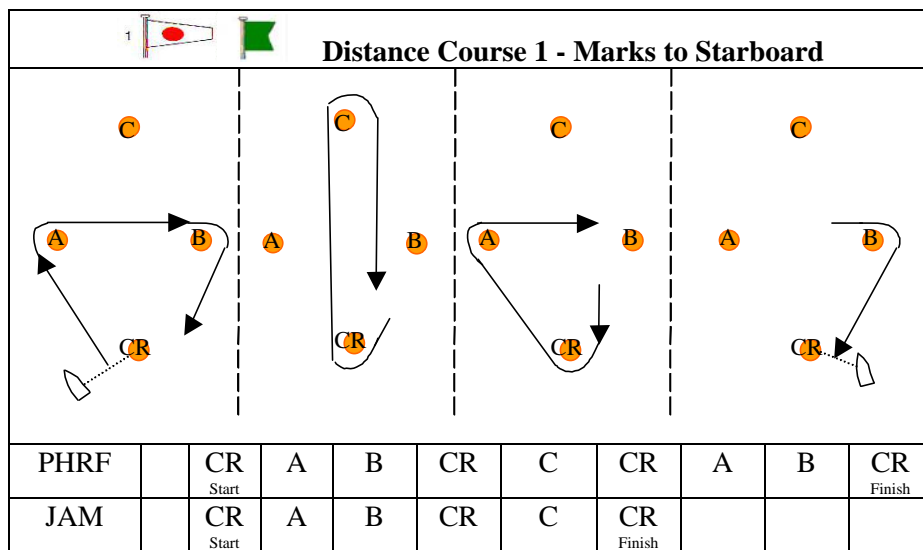 1
Distance Course 1 - Marks to Starboard
C
A B
CR
C
A B
CR
C
A B
CR
C
A B
CR
PHRF CR A B CR C CR A B CR
Start Finish
JAM CR A B CR C CR
Start Finish